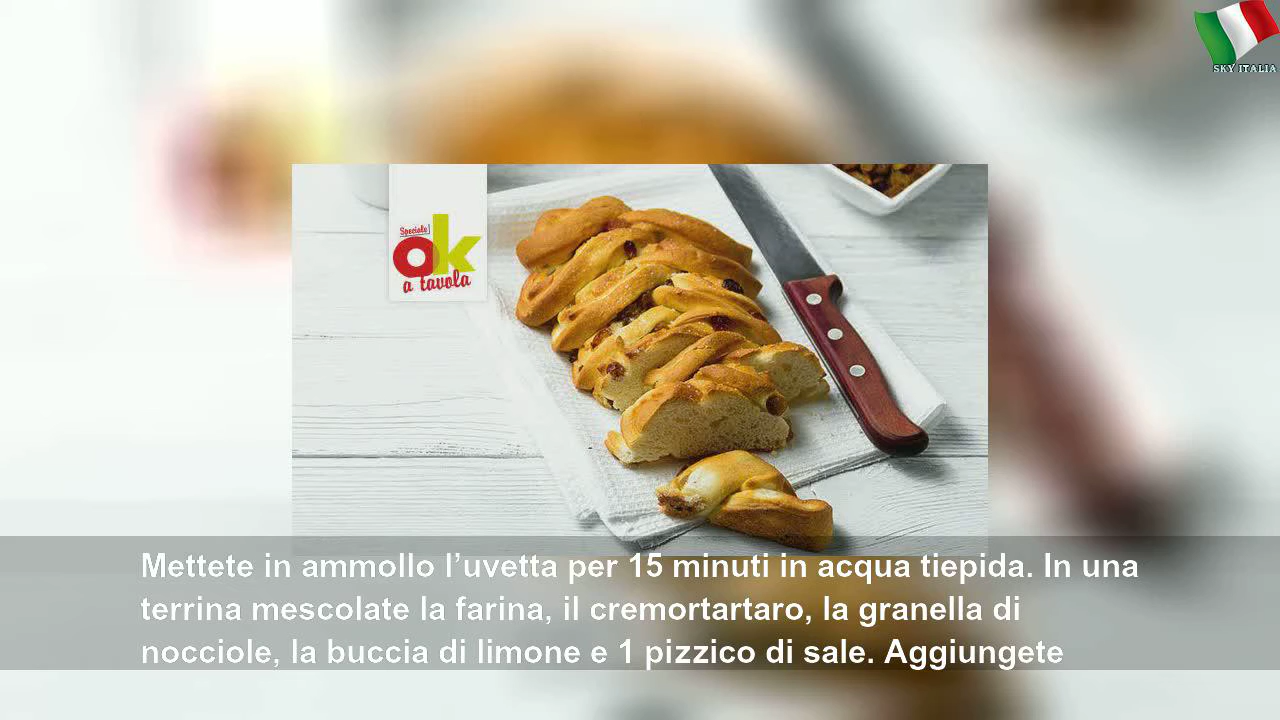 SKY ITALIA
Speciale
ok
a tavola
Mettete in ammollo l’uvetta per 15 minuti in acqua tiepida. In una
terrina mescolate la farina, il cremortartaro, la granella di
nocciole, la buccia di limone e 1 pizzico di sale. Aggiungete